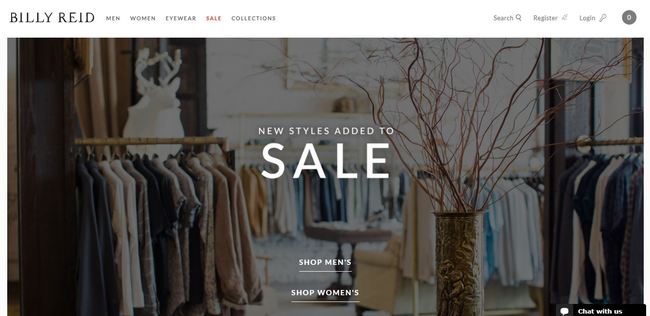 BILLY REID MEN WOMEN EYEWEAR SALE COLLECTIONS Search Register Login 0
NEW STYLES ADDED TO
SALE
SHOP MEN'S
SHOP WOMEN'S
Chat with us